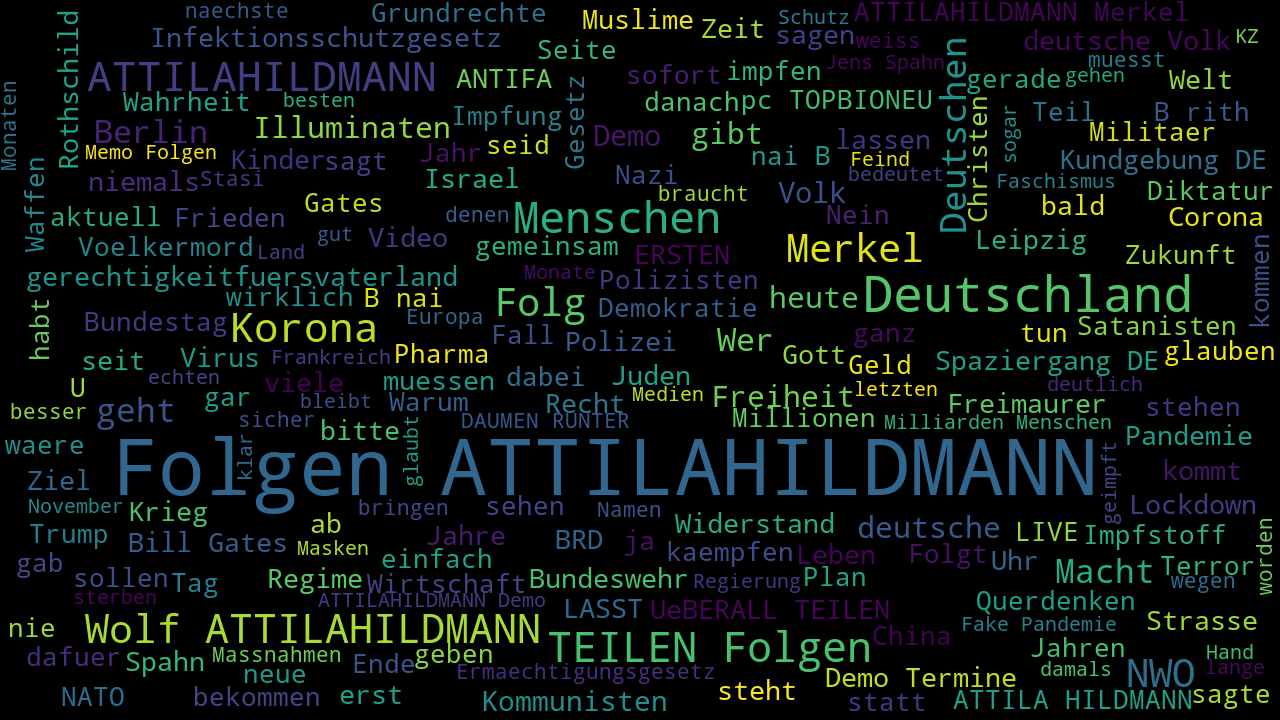 naechste
Grundrechte
Muslime
Zeit
Schutz
ATTILAHILDMANN Merkel
Rothschild
Infektionsschutzgesetz
Seite
sagen
weiss
deutsche Volk
KZ
ATTILAHILDMANN
ANTIFA
sofort
impfen
Jens Spahn
Deutschen
gerade
gehen
muesst
Welt
Monaten
Wahrheit
besten
Impfung
Gesetz
danach
pc TOPBIONEU
Christen
sogar
Teil
B rith
Berlin
Illuminaten
seid
Demo
gibt
lassen
Militaer
Memo Folgen
Kindersagt
Jahr
nai B
Feind
Kundgebung DE
Waffen
niemals
Stasi
Israel
Nazi
braucht
Volk
bedeutet
Faschismus
Diktatur
aktuell
Frieden
Gates
denen
Menschen
Nein
bald
Corona
Voelkermord
Land
gut
Video
gemeinsam
ERSTEN
Merkel
Leipzig
Zukunft
kommen
gerechtigkeitfuersvaterland
Monate
Polizisten
habt
wirklich
B nai
Folg
Demokratie
heute
Deutschland
Bundestag
Korona
Europa
Fall
Polizei
Wer
ganz
tun
Satanisten
seit
Virus
Frankreich
Pharma
Gott
Geld
Spaziergang DE
glauben
U
echten
viele
muessen
dabei
Juden
Medien
Freiheit
letzten
deutlich
besser
geht
gar
bleibt
Warum
Recht
Millionen
Freimaurer
stehen
sicher
bitte
DAUMEN RUNTER
Milliarden Menschen
Pandemie
waere
klar
glaubt
Folgen ATTILAHILDMANN
geimpft
kommt
Ziel
November
Krieg
bringen
sehen
Namen
Lockdown
Trump
Bill Gates
ab
Masken
Jahre
BRD
ja
Widerstand
deutsche
LIVE
Impfstoff
worden
gab
sollen
Tag
einfach
kaempfen
Leben
Folgt
Uhr
Macht
Terror
wegen
sterben
Regime
Wirtschaft
Bundeswehr
Regierung
Plan
nie
ATTILAHILDMANN Demo
LASST
UeBERALL TEILEN
Querdenken
Wolf ATTILAHILDMANN
TEILEN Folgen
China
Fake Pandemie
Strasse
dafuer
Spahn
Massnahmen
Ende
geben
Jahren
Hand
neue
Ermaechtigungsgesetz
Demo Termine
damals
NWO
lange
NATO
bekommen
erst
Kommunisten
steht
statt
ATTILA HILDMANN
sagte